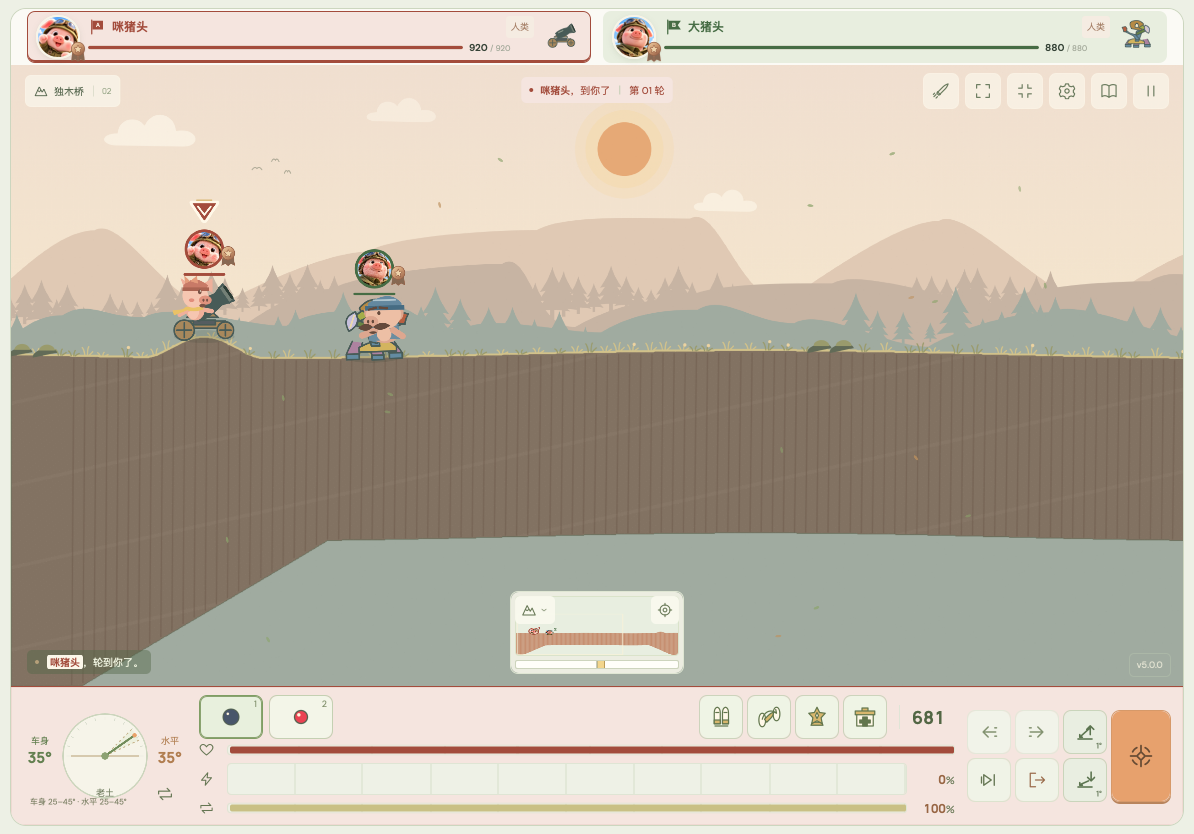 咪猪头
人类
920 / 920
大猪头
人类
880 / 880
独木桥 02
咪猪头，到你了 第 01 轮
咪猪头，轮到你了。
v5.0.0
1
2
681
车身
35°
水平
35°
老土
车身 25–45° · 水平 25–45°
0%
100%
1°
1°